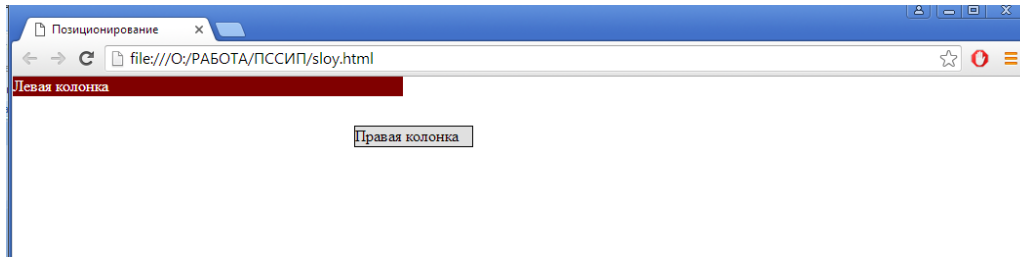 Позиционирование
file:///O:/РАБОТА/ПССИП/sloy.html
Левая колонка
Правая колонка